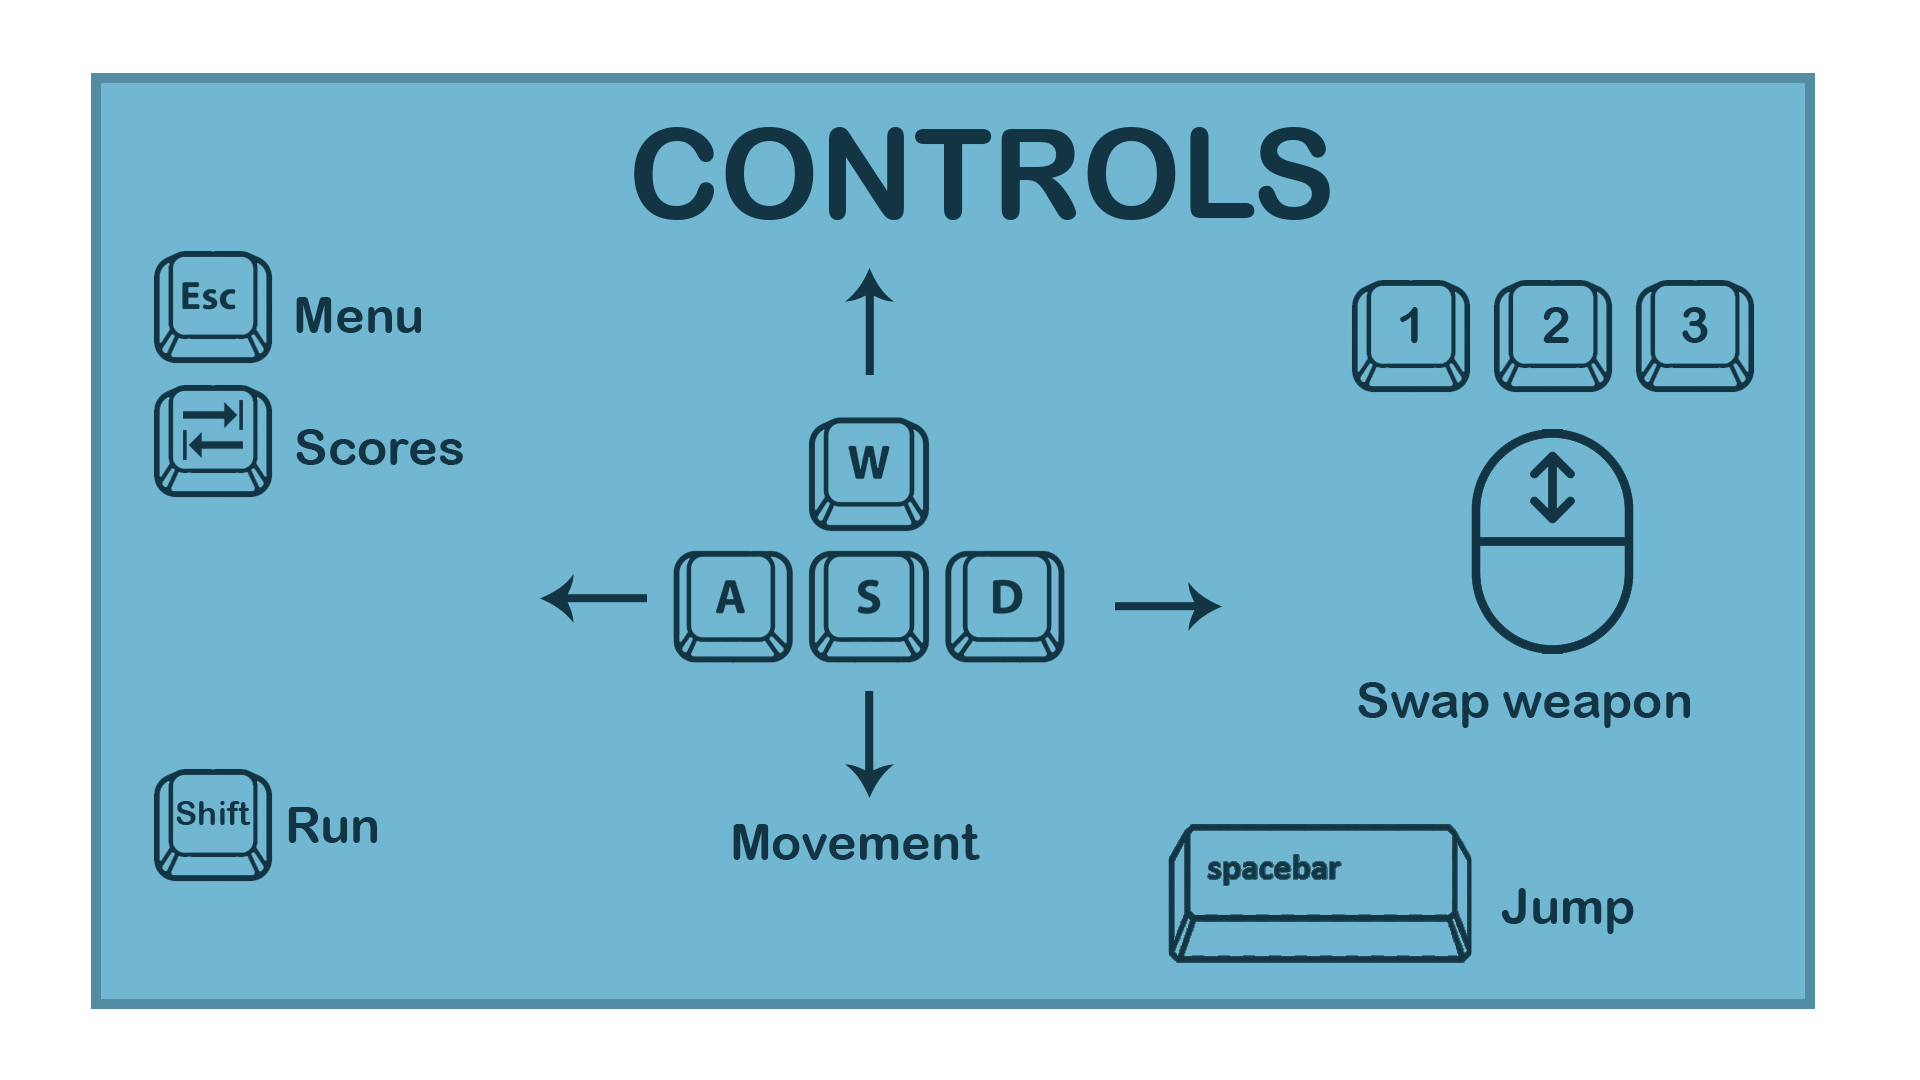 CONTROLS
Esc
Menu
Scores
1 2 3
W
A S D
Swap weapon
Shift
Run
Movement
spacebar
Jump